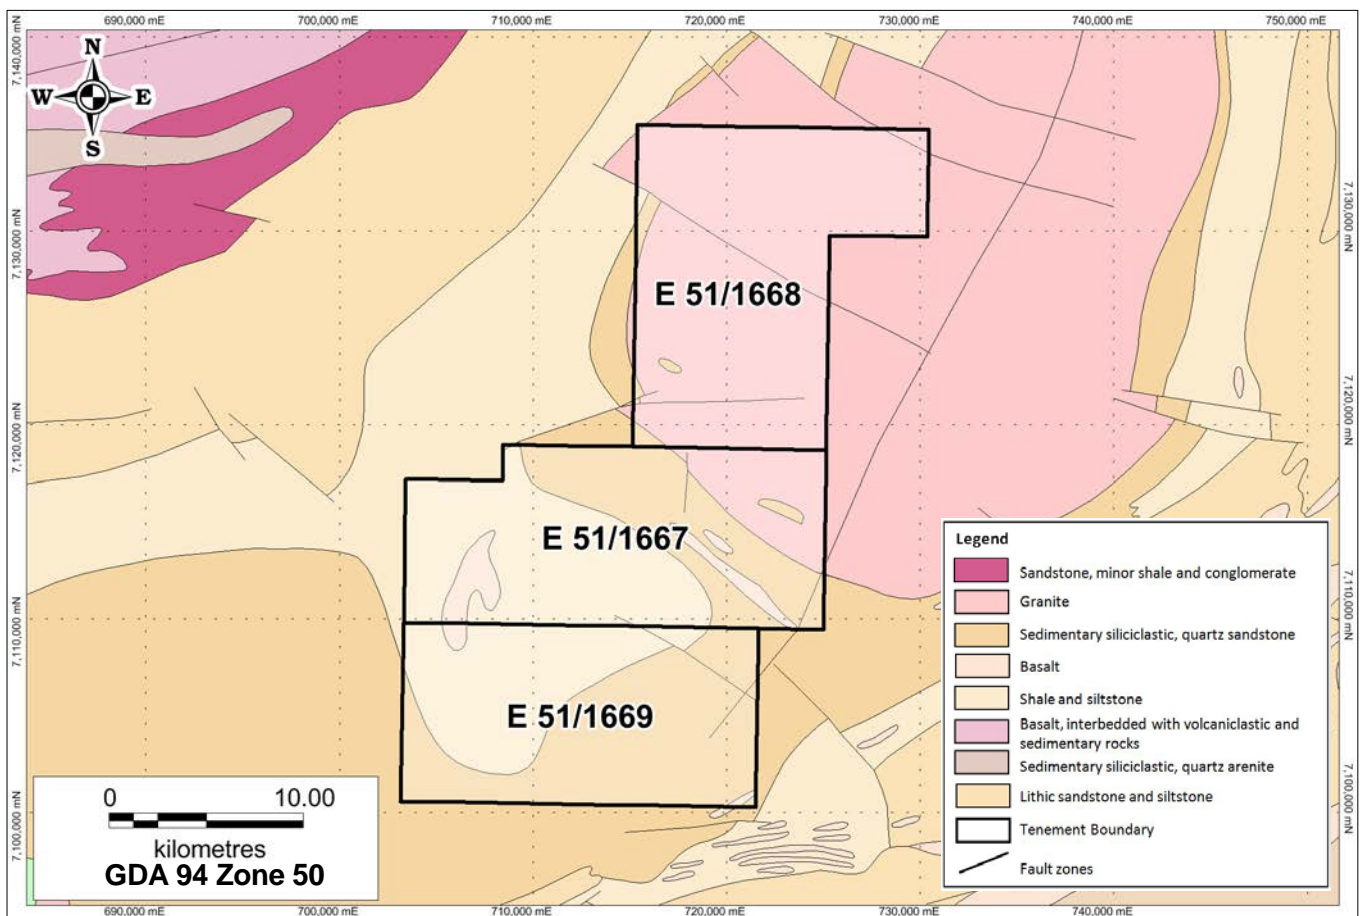 690,000 mE
700,000 mE
710,000 mE
720,000 mE
730,000 mE
740,000 mE
750,000 mE
7,140,000 mN
N
W
E
S
7,130,000 mN
7,130,000 mN
E 51/1668
7,120,000 mN
7,120,000 mN
E 51/1667
7,110,000 mN
7,110,000 mN
E 51/1669
7,100,000 mN
7,100,000 mN
Legend
Sandstone, minor shale and conglomerate
Granite
Sedimentary siliciclastic, quartz sandstone
Basalt
Shale and siltstone
Basalt, interbedded with volcaniclastic and
sedimentary rocks
Sedimentary siliciclastic, quartz arenite
Lithic sandstone and siltstone
Tenement Boundary
Fault zones
0
10.00
kilometres
GDA 94 Zone 50
690,000 mE
700,000 mE
710,000 mE
720,000 mE
730,000 mE
740,000 mE
750,000 mE